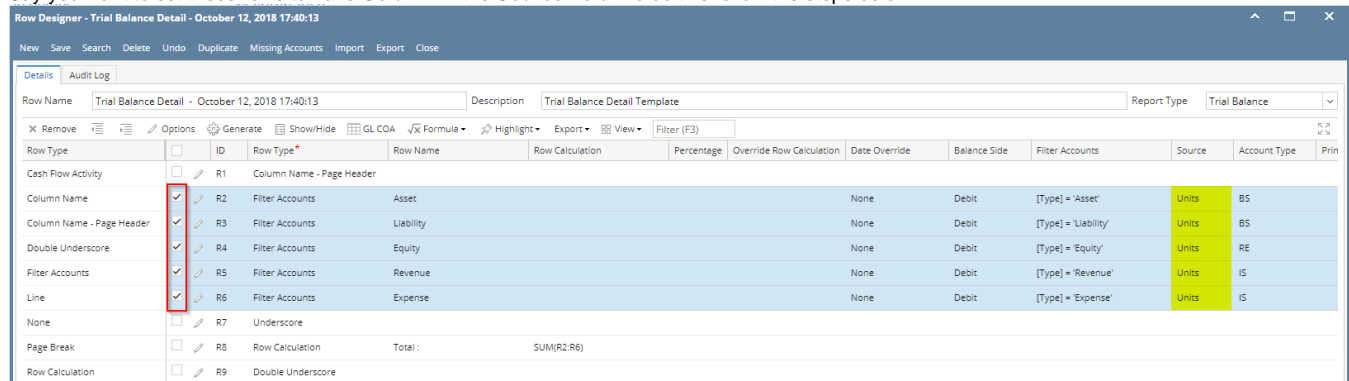 Row Designer - Trial Balance Detail - October 12, 2018 17:40:13
New Save Search Delete Undo Duplicate Missing Accounts Import Export Close
Details Audit Log
Row Name Trial Balance Detail - October 12, 2018 17:40:13 Description Trial Balance Detail Template Report Type Trial Balance
Remove Options Generate Show/Hide GL COA Formula Highlight Export View Filter (F3)
Row Type ID Row Type* Row Name Row Calculation Percentage Override Row Calculation Date Override Balance Side Filter Accounts Source Account Type Prin
Cash Flow Activity R1 Column Name - Page Header
Column Name R2 Filter Accounts Asset None Debit [Type] = 'Asset' Units BS
Column Name - Page Header R3 Filter Accounts Liability None Debit [Type] = 'Liability' Units BS
Double Underscore R4 Filter Accounts Equity None Debit [Type] = 'Equity' Units RE
Filter Accounts R5 Filter Accounts Revenue None Debit [Type] = 'Revenue' Units IS
Line R6 Filter Accounts Expense None Debit [Type] = 'Expense' Units IS
None R7 Underscore
Page Break R8 Row Calculation Total : SUM(R2:R6)
Row Calculation R9 Double Underscore